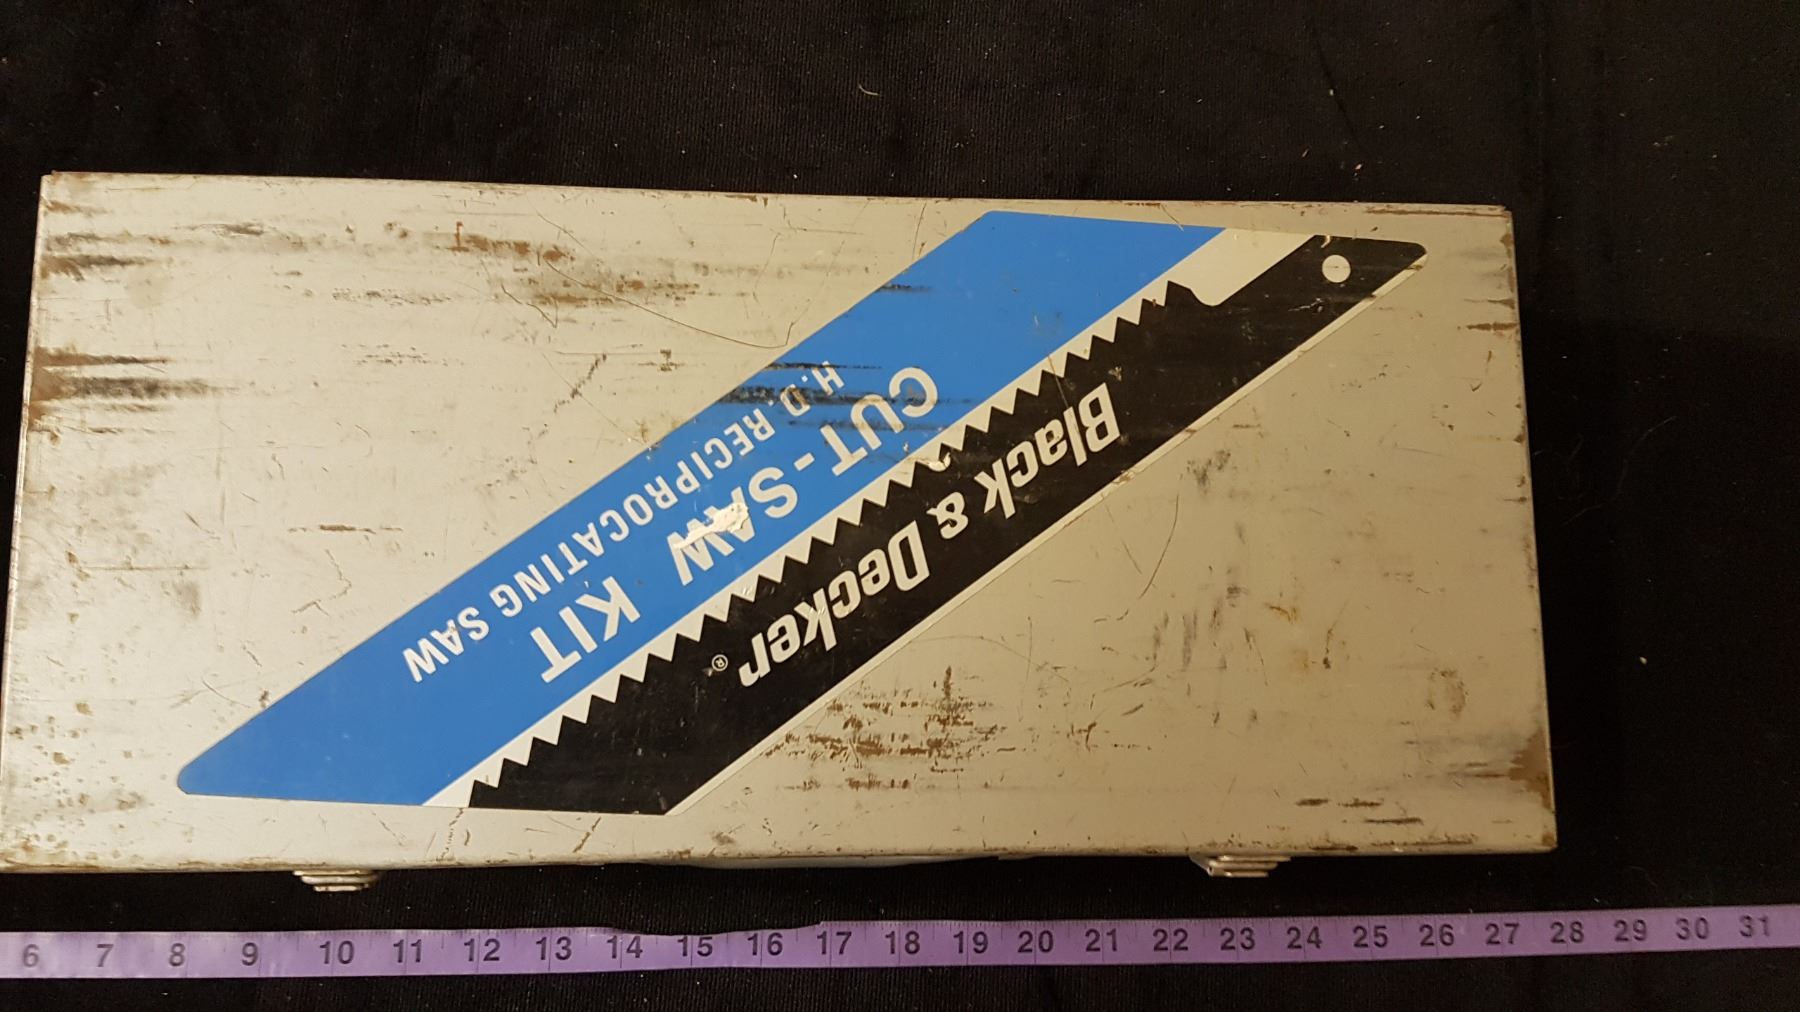 Black & Decker®
CUT-SAW KIT
H.D. RECIPROCATING SAW
6 7 8 9 10 11 12 13 14 15 16 17 18 19 20 21 22 23 24 25 26 27 28 29 30 31